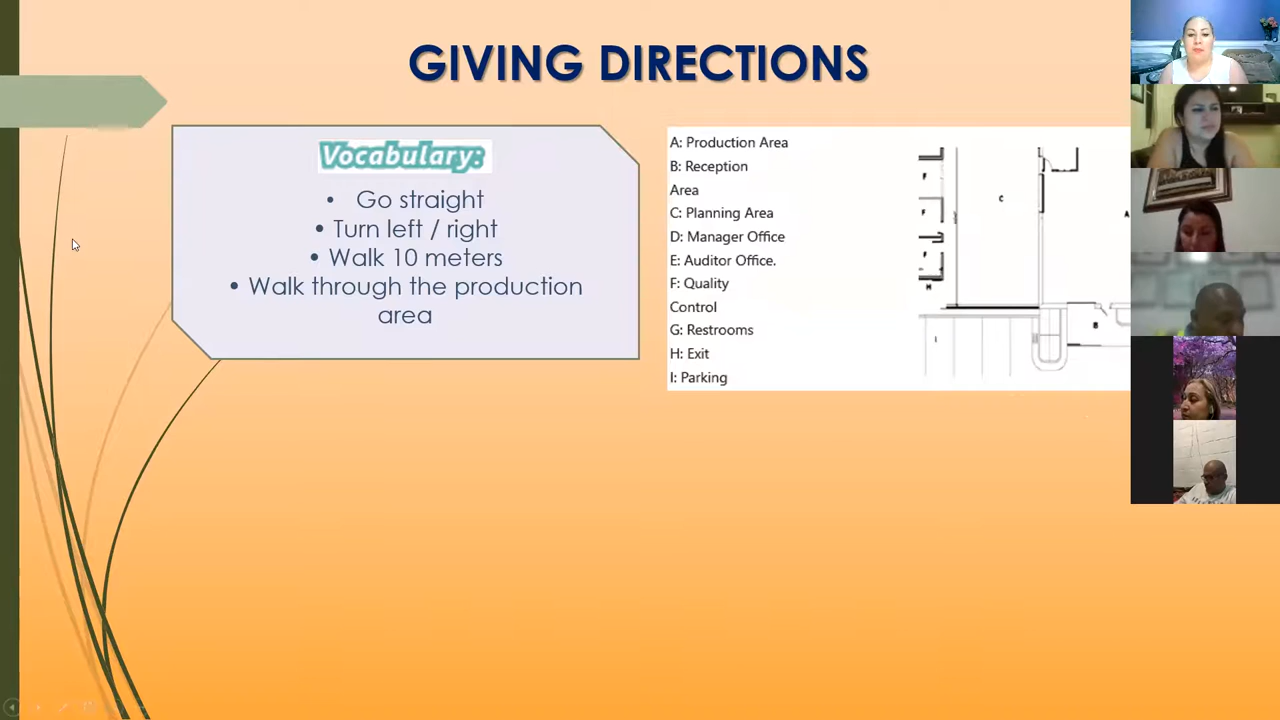 GIVING DIRECTIONS
Vocabulary:
• Go straight
• Turn left / right
• Walk 10 meters
• Walk through the production
area
A: Production Area
B: Reception
Area
C: Planning Area
D: Manager Office
E: Auditor Office.
F: Quality
Control
G: Restrooms
H: Exit
I: Parking
F
F
F
H
I
C
A
B